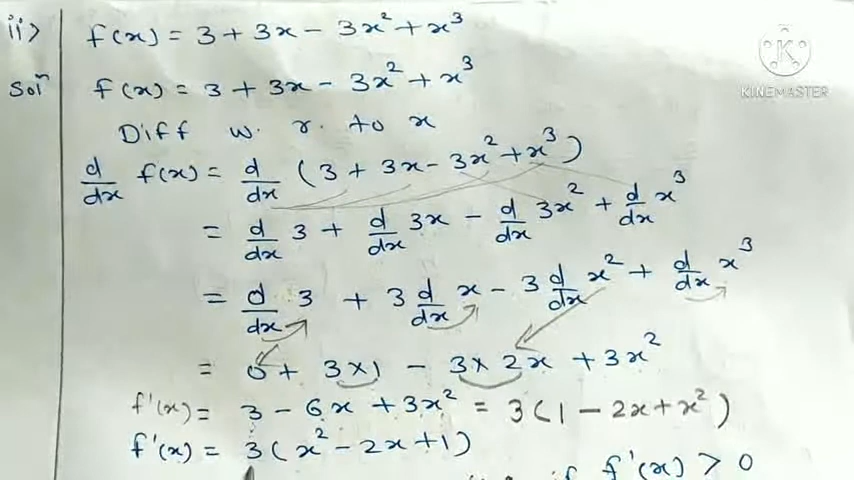 ii> f(x) = 3 + 3x - 3x² + x³
KINEMASTER
Solⁿ f(x) = 3 + 3x - 3x² + x³
Diff w. r. to x
d/dx f(x) = d/dx (3 + 3x - 3x² + x³)
= d/dx 3 + d/dx 3x - d/dx 3x² + d/dx x³
= d/dx 3 + 3 d/dx x - 3 d/dx x² + d/dx x³
= 0 + 3×1 - 3×2x + 3x²
f'(x) = 3 - 6x + 3x² = 3(1 - 2x + x²)
f'(x) = 3(x² - 2x + 1)
if f'(x) > 0